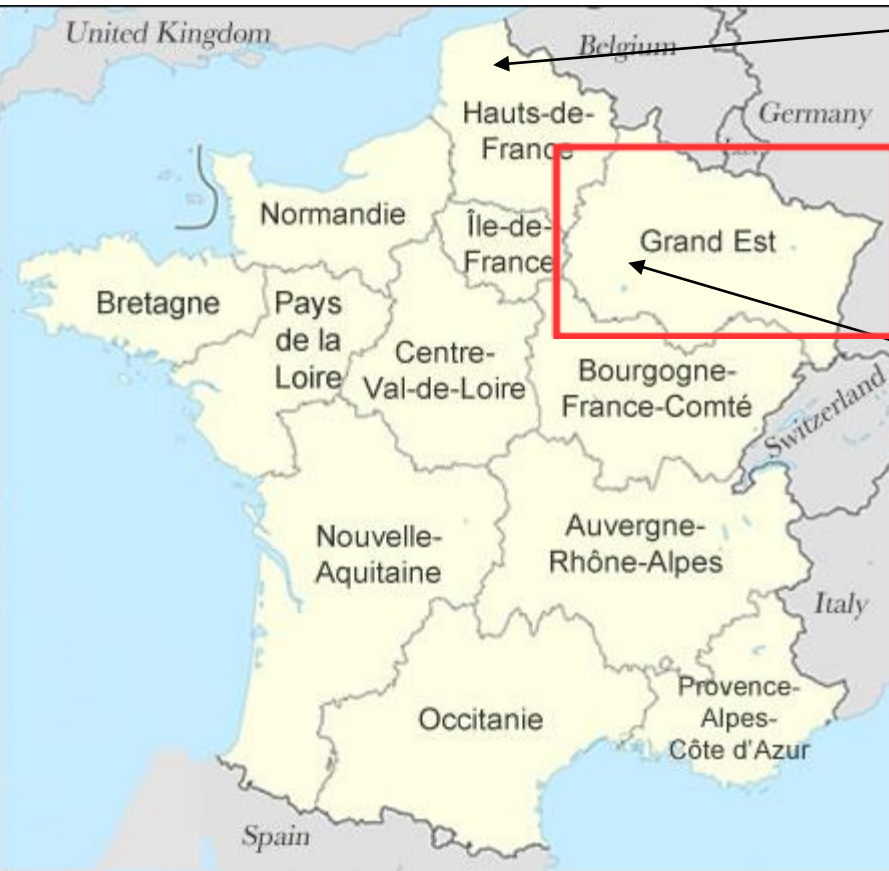 United Kingdom
Belgium
Germany
Hauts-de-
France
Lux.
Normandie
Île-de-
France
Grand Est
Bretagne
Pays
de la
Loire
Centre-
Val-de-Loire
Bourgogne-
France-Comté
Switzerland
Nouvelle-
Aquitaine
Auvergne-
Rhône-Alpes
Italy
Occitanie
Provence-
Alpes-
Côte d'Azur
Spain